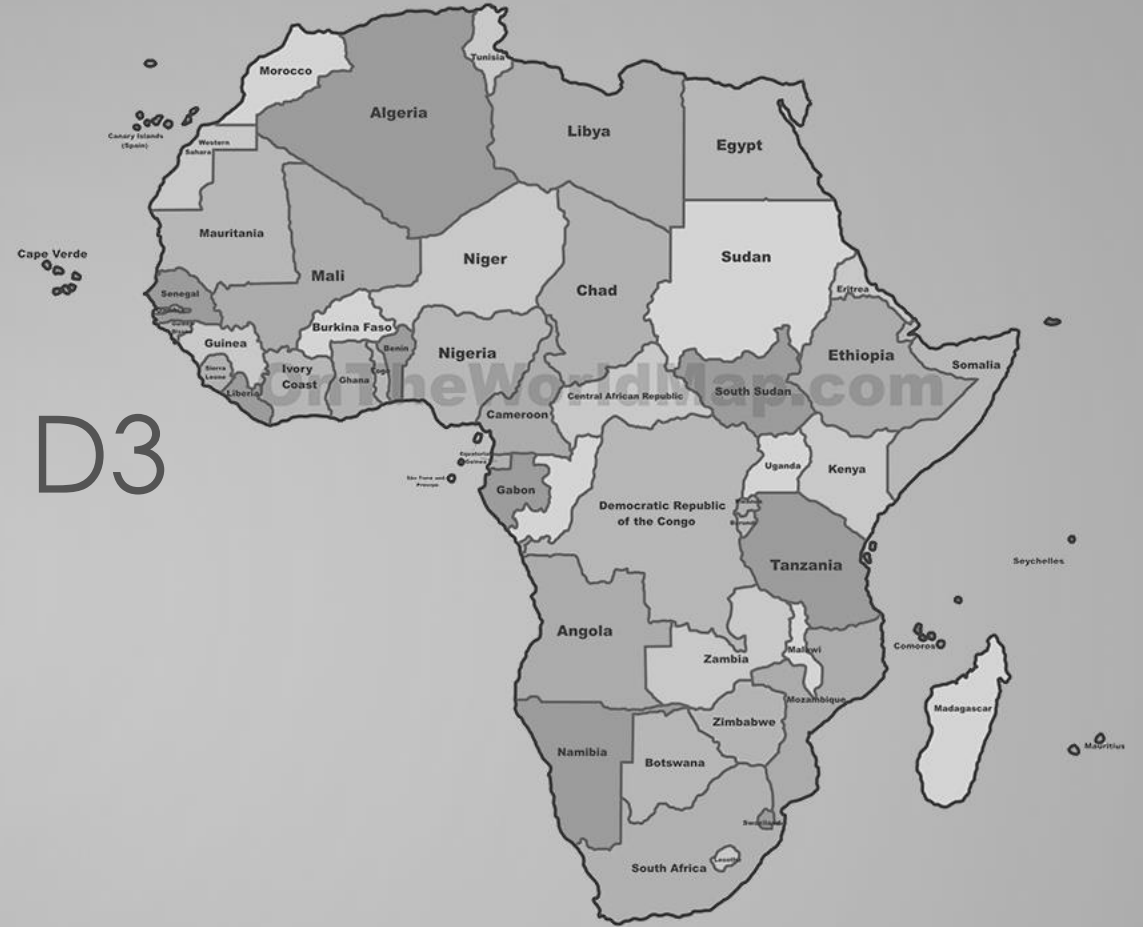 Tunisia
Morocco
Algeria
Canary Islands
(Spain)
Libya
Western
Sahara
Egypt
Mauritania
Cape Verde
Niger
Sudan
Mali
Chad
Senegal
Eritrea
Burkina Faso
Guinea
Benin
Nigeria
Ethiopia
Sierra
Leone
Ivory
Coast
Ghana
Togo
Somalia
OnTheWorldMap.com
Liberia
Central African Republic
South Sudan
Cameroon
D3
Equatorial
Guinea
Uganda
Kenya
Sao Tome and
Principe
Gabon
Democratic Republic
of the Congo
Rwanda
Burundi
Seychelles
Tanzania
Angola
Comoros
Malawi
Zambia
Mozambique
Madagascar
Zimbabwe
Mauritius
Namibia
Botswana
Swaziland
Lesotho
South Africa